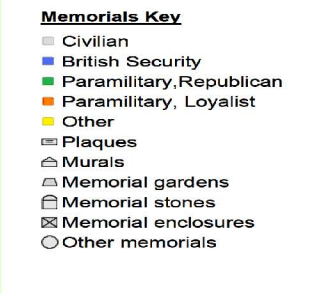 Memorials Key
Civilian
British Security
Paramilitary,Republican
Paramilitary, Loyalist
Other
Plaques
Murals
Memorial gardens
Memorial stones
Memorial enclosures
Other memorials